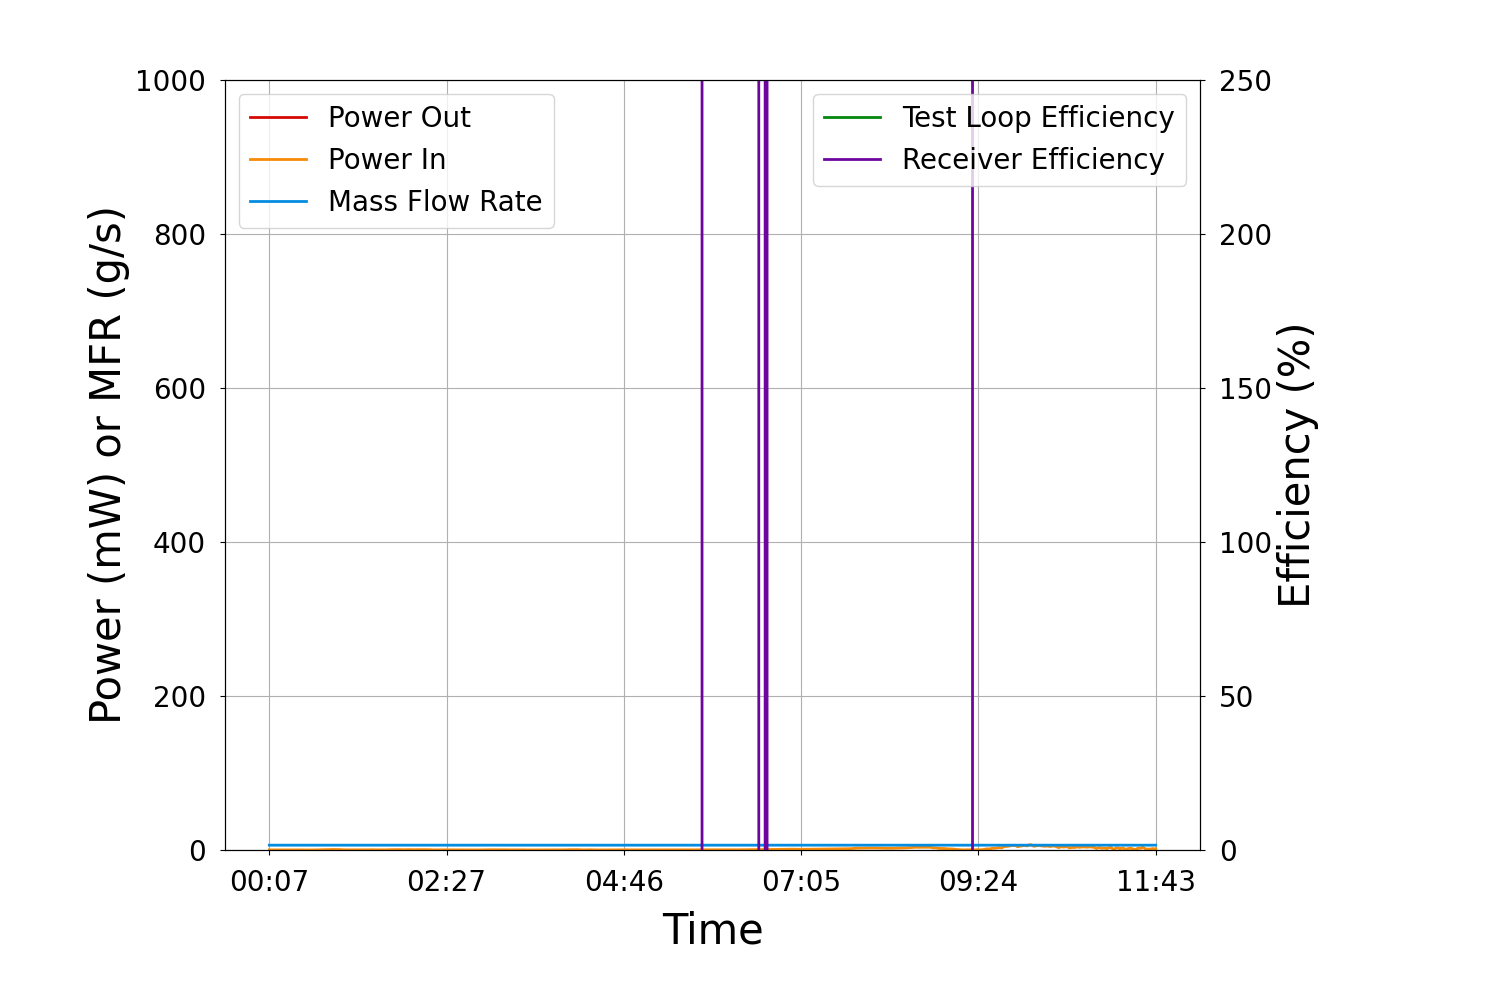 1000
800
600
400
200
0
Power (mW) or MFR (g/s)
Power Out
Power In
Mass Flow Rate
Test Loop Efficiency
Receiver Efficiency
250
200
150
100
50
0
Efficiency (%)
00:07 02:27 04:46 07:05 09:24 11:43
Time